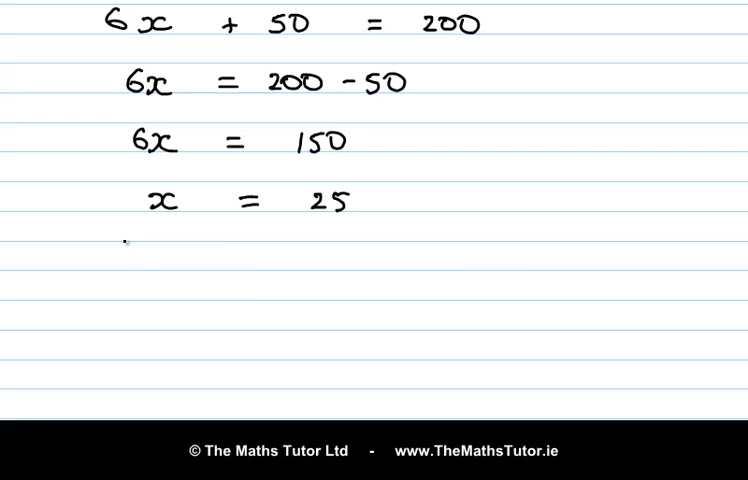 6x + 50 = 200
6x = 200 - 50
6x = 150
x = 25
© The Maths Tutor Ltd - www.TheMathsTutor.ie